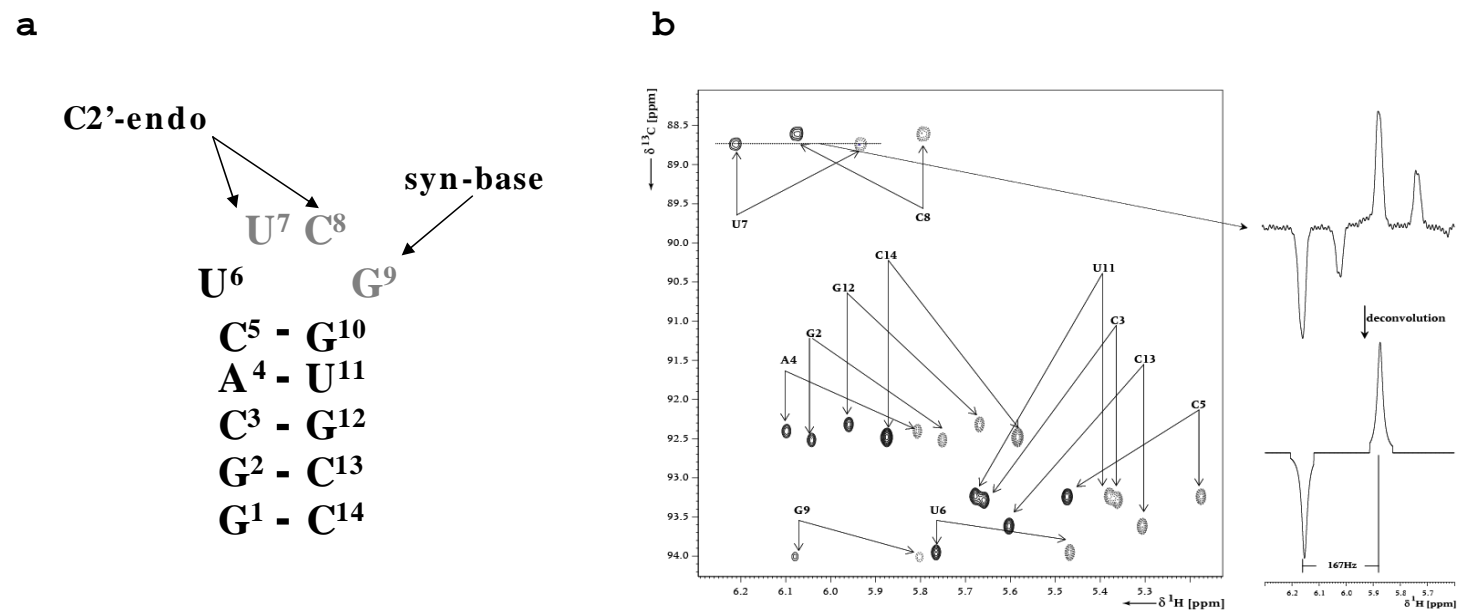 a
C2’-endo
syn-base
U⁷ C⁸
U⁶ G⁹
C⁵ - G¹⁰
A⁴ - U¹¹
C³ - G¹²
G² - C¹³
G¹ - C¹⁴
b
δ ¹³C [ppm]
88.5
89.0
89.5
90.0
90.5
91.0
91.5
92.0
92.5
93.0
93.5
94.0
U7
C8
C14
U11
G12
C3
G2
C13
A4
C5
G9
U6
6.2 6.1 6.0 5.9 5.8 5.7 5.6 5.5 5.4 5.3
δ ¹H [ppm]
deconvolution
167Hz
6.2 6.1 6.0 5.9 5.8 5.7
δ ¹H [ppm]